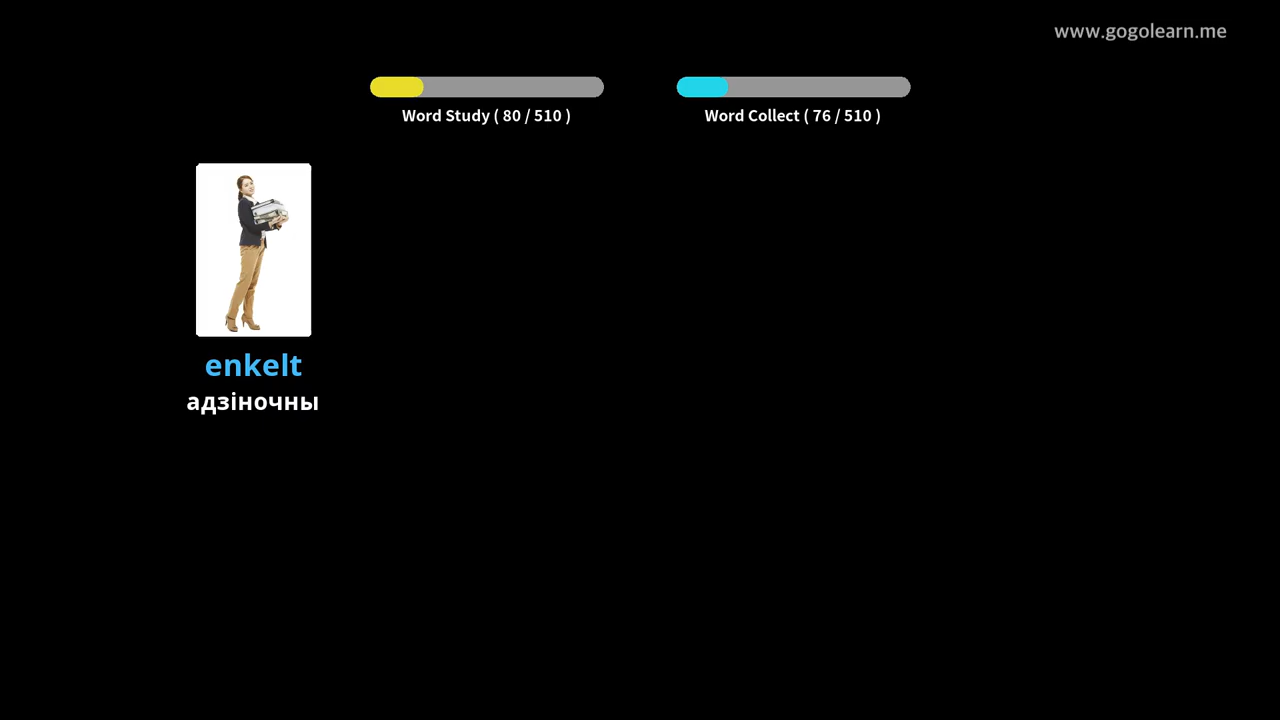 www.gogolearn.me
Word Study ( 80 / 510 )
Word Collect ( 76 / 510 )
enkelt
адзіночны